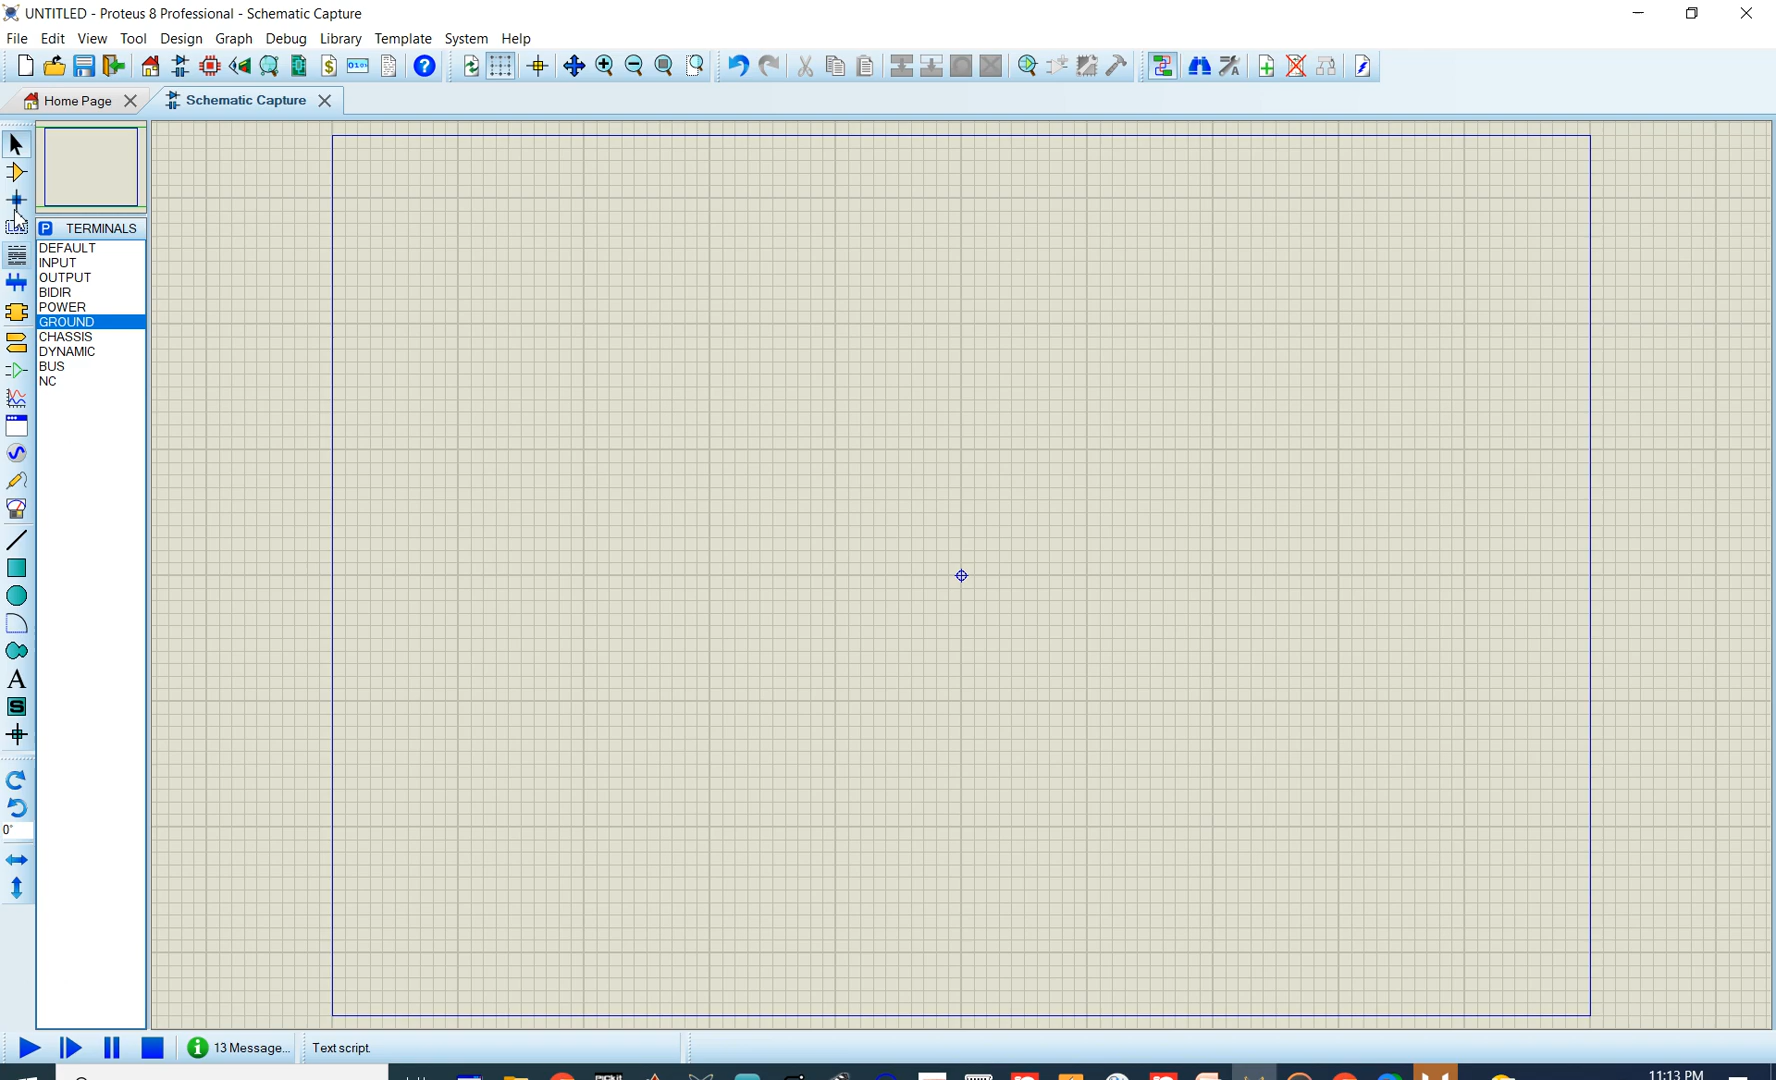 UNTITLED - Proteus 8 Professional - Schematic Capture
File Edit View Tool Design Graph Debug Library Template System Help
Home Page Schematic Capture
P TERMINALS
DEFAULT
INPUT
OUTPUT
BIDIR
POWER
GROUND
CHASSIS
DYNAMIC
BUS
NC
A
S
0°
13 Message... Text script.
11:13 PM